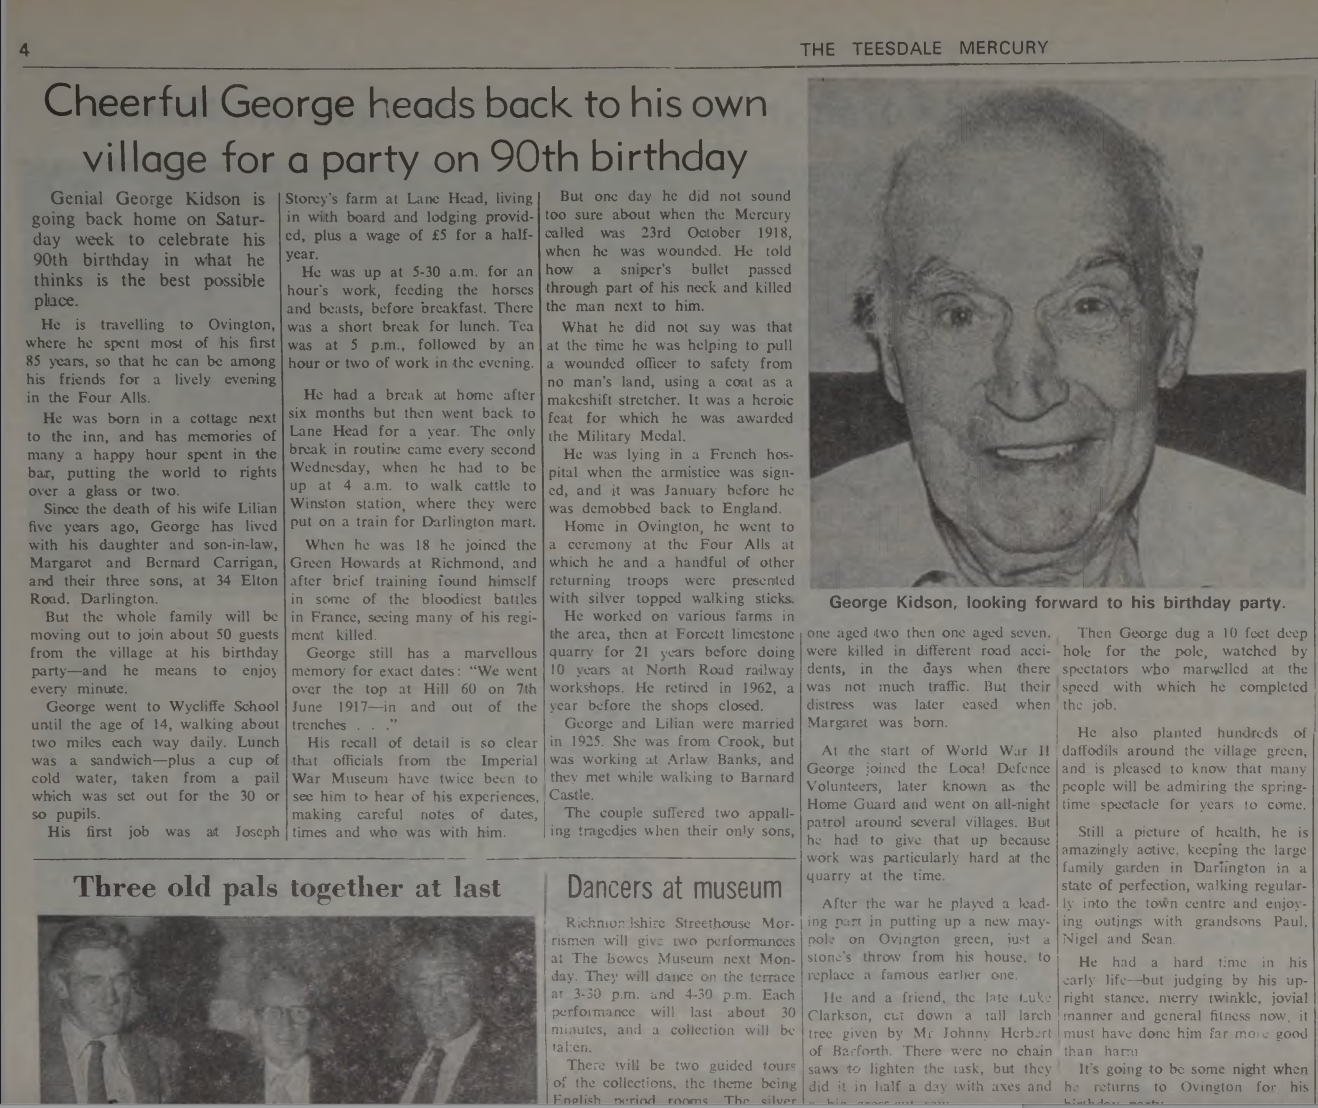 4
THE TEESDALE MERCURY
Cheerful George heads back to his own
village for a party on 90th birthday
Genial George Kidson is
going back home on Satur-
day week to celebrate his
90th birthday in what he
thinks is the best possible
place.
He is travelling to Ovington,
where he spent most of his first
85 years, so that he can be among
his friends for a lively evening
in the Four Alls.
He was born in a cottage next
to the inn, and has memories of
many a happy hour spent in the
bar, putting the world to rights
over a glass or two.
Since the death of his wife Lilian
five years ago, George has lived
with his daughter and son-in-law,
Margaret and Bernard Carrigan,
and their three sons, at 34 Elton
Road, Darlington.
But the whole family will be
moving out to join about 50 guests
from the village at his birthday
party—and he means to enjoy
every minute.
George went to Wycliffe School
until the age of 14, walking about
two miles each way daily. Lunch
was a sandwich—plus a cup of
cold water, taken from a pail
which was set out for the 30 or
so pupils.
His first job was at Joseph
Storey's farm at Lane Head, living
in with board and lodging provid-
ed, plus a wage of £5 for a half-
year.
He was up at 5-30 a.m. for an
hour's work, feeding the horses
and beasts, before breakfast. There
was a short break for lunch. Tea
was at 5 p.m., followed by an
hour or two of work in the evening.
He had a break at home after
six months but then went back to
Lane Head for a year. The only
break in routine came every second
Wednesday, when he had to be
up at 4 a.m. to walk cattle to
Winston station, where they were
put on a train for Darlington mart.
When he was 18 he joined the
Green Howards at Richmond, and
after brief training found himself
in some of the bloodiest battles
in France, seeing many of his regi-
ment killed.
George still has a marvellous
memory for exact dates: "We went
over the top at Hill 60 on 7th
June 1917—in and out of the
trenches . . ."
His recall of detail is so clear
that officials from the Imperial
War Museum have twice been to
see him to hear of his experiences,
making careful notes of dates,
times and who was with him.
But one day he did not sound
too sure about when the Mercury
called was 23rd October 1918,
when he was wounded. He told
how a sniper's bullet passed
through part of his neck and killed
the man next to him.
What he did not say was that
at the time he was helping to pull
a wounded officer to safety from
no man's land, using a coat as a
makeshift stretcher. It was a heroic
feat for which he was awarded
the Military Medal.
He was lying in a French hos-
pital when the armistice was sign-
ed, and it was January before he
was demobbed back to England.
Home in Ovington, he went to
a ceremony at the Four Alls at
which he and a handful of other
returning troops were presented
with silver topped walking sticks.
He worked on various farms in
the area, then at Forcett limestone
quarry for 21 years before doing
10 years at North Road railway
workshops. He retired in 1962, a
year before the shops closed.
George and Lilian were married
in 1925. She was from Crook, but
was working at Arlaw Banks, and
they met while walking to Barnard
Castle.
The couple suffered two appall-
ing tragedies when their only sons,
George Kidson, looking forward to his birthday party.
one aged two then one aged seven,
were killed in different road acci-
dents, in the days when there
was not much traffic. But their
distress was later eased when
Margaret was born.
At the start of World War II
George joined the Local Defence
Volunteers, later known as the
Home Guard and went on all-night
patrol around several villages. But
he had to give that up because
work was particularly hard at the
quarry at the time.
After the war he played a lead-
ing part in putting up a new may-
pole on Ovington green, just a
stone's throw from his house, to
replace a famous earlier one.
He and a friend, the late Luke
Clarkson, cut down a tall larch
tree given by Mr Johnny Herbert
of Barforth. There were no chain
saws to lighten the task, but they
did it in half a day with axes and
Then George dug a 10 feet deep
hole for the pole, watched by
spectators who marvelled at the
speed with which he completed
the job.
He also planted hundreds of
daffodils around the village green,
and is pleased to know that many
people will be admiring the spring-
time spectacle for years to come.
Still a picture of health, he is
amazingly active, keeping the large
family garden in Darlington in a
state of perfection, walking regular-
ly into the town centre and enjoy-
ing outings with grandsons Paul,
Nigel and Sean.
He had a hard time in his
early life—but judging by his up-
right stance, merry twinkle, jovial
manner and general fitness now, it
must have done him far more good
than harm
It's going to be some night when
he returns to Ovington for his
birthday party.
Three old pals together at last
Dancers at museum
Richmondshire Streethouse Mor-
rismen will give two performances
at The Bowes Museum next Mon-
day. They will dance on the terrace
at 3-30 p.m. and 4-30 p.m. Each
performance will last about 30
minutes, and a collection will be
taken.
There will be two guided tours
of the collections, the theme being
English period rooms. The silver